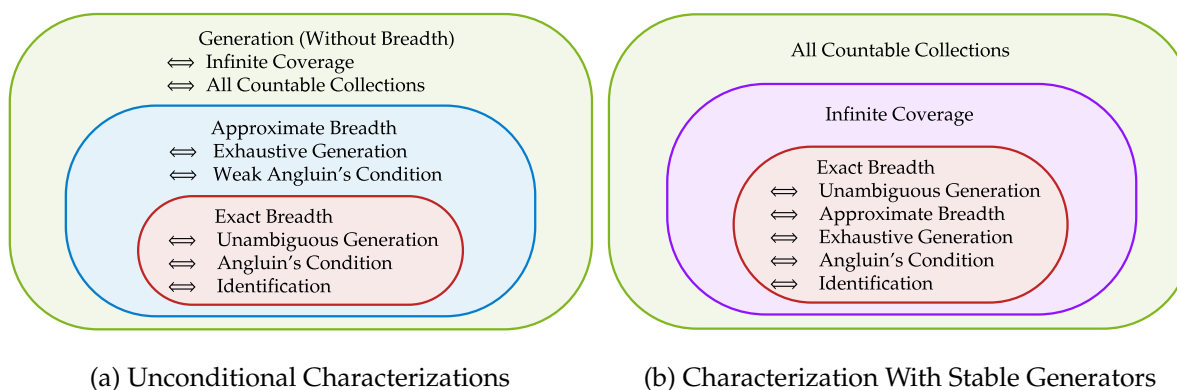 Generation (Without Breadth)
⟺ Infinite Coverage
⟺ All Countable Collections
Approximate Breadth
⟺ Exhaustive Generation
⟺ Weak Angluin's Condition
Exact Breadth
⟺ Unambiguous Generation
⟺ Angluin's Condition
⟺ Identification
(a) Unconditional Characterizations
All Countable Collections
Infinite Coverage
Exact Breadth
⟺ Unambiguous Generation
⟺ Approximate Breadth
⟺ Exhaustive Generation
⟺ Angluin's Condition
⟺ Identification
(b) Characterization With Stable Generators